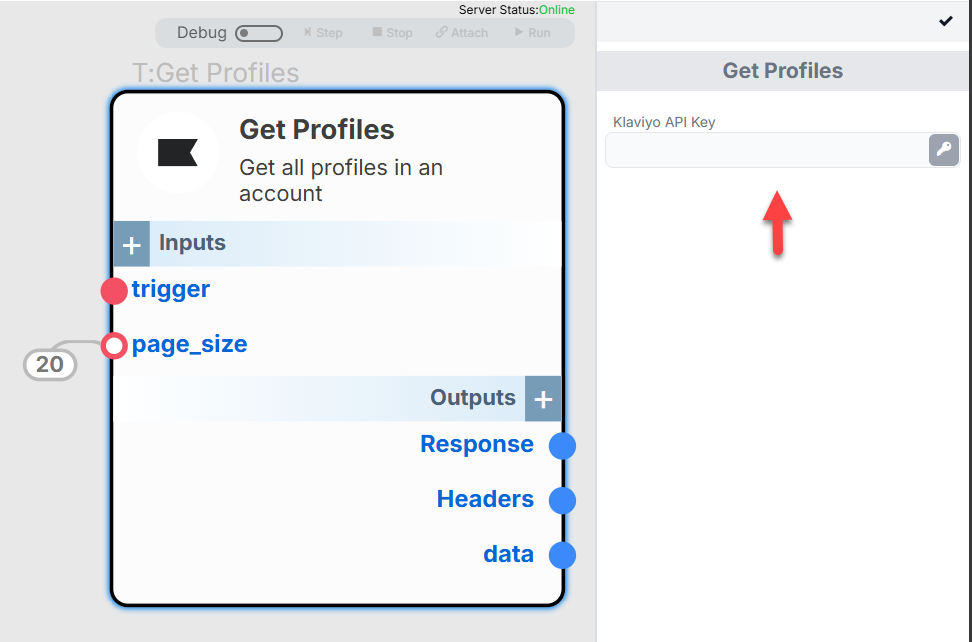 Server Status:Online
Debug Step Stop Attach Run
T:Get Profiles
Get Profiles
Get all profiles in an
account
Inputs
trigger
page_size
20
Outputs
Response
Headers
data
Get Profiles
Klaviyo API Key